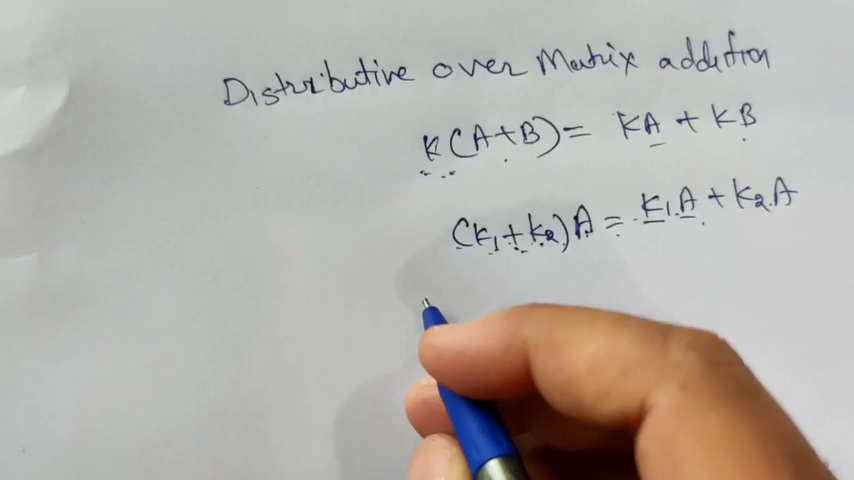 Distributive over Matrix addition
K(A+B) = KA + KB
(K₁+K₂)A = K₁A + K₂A